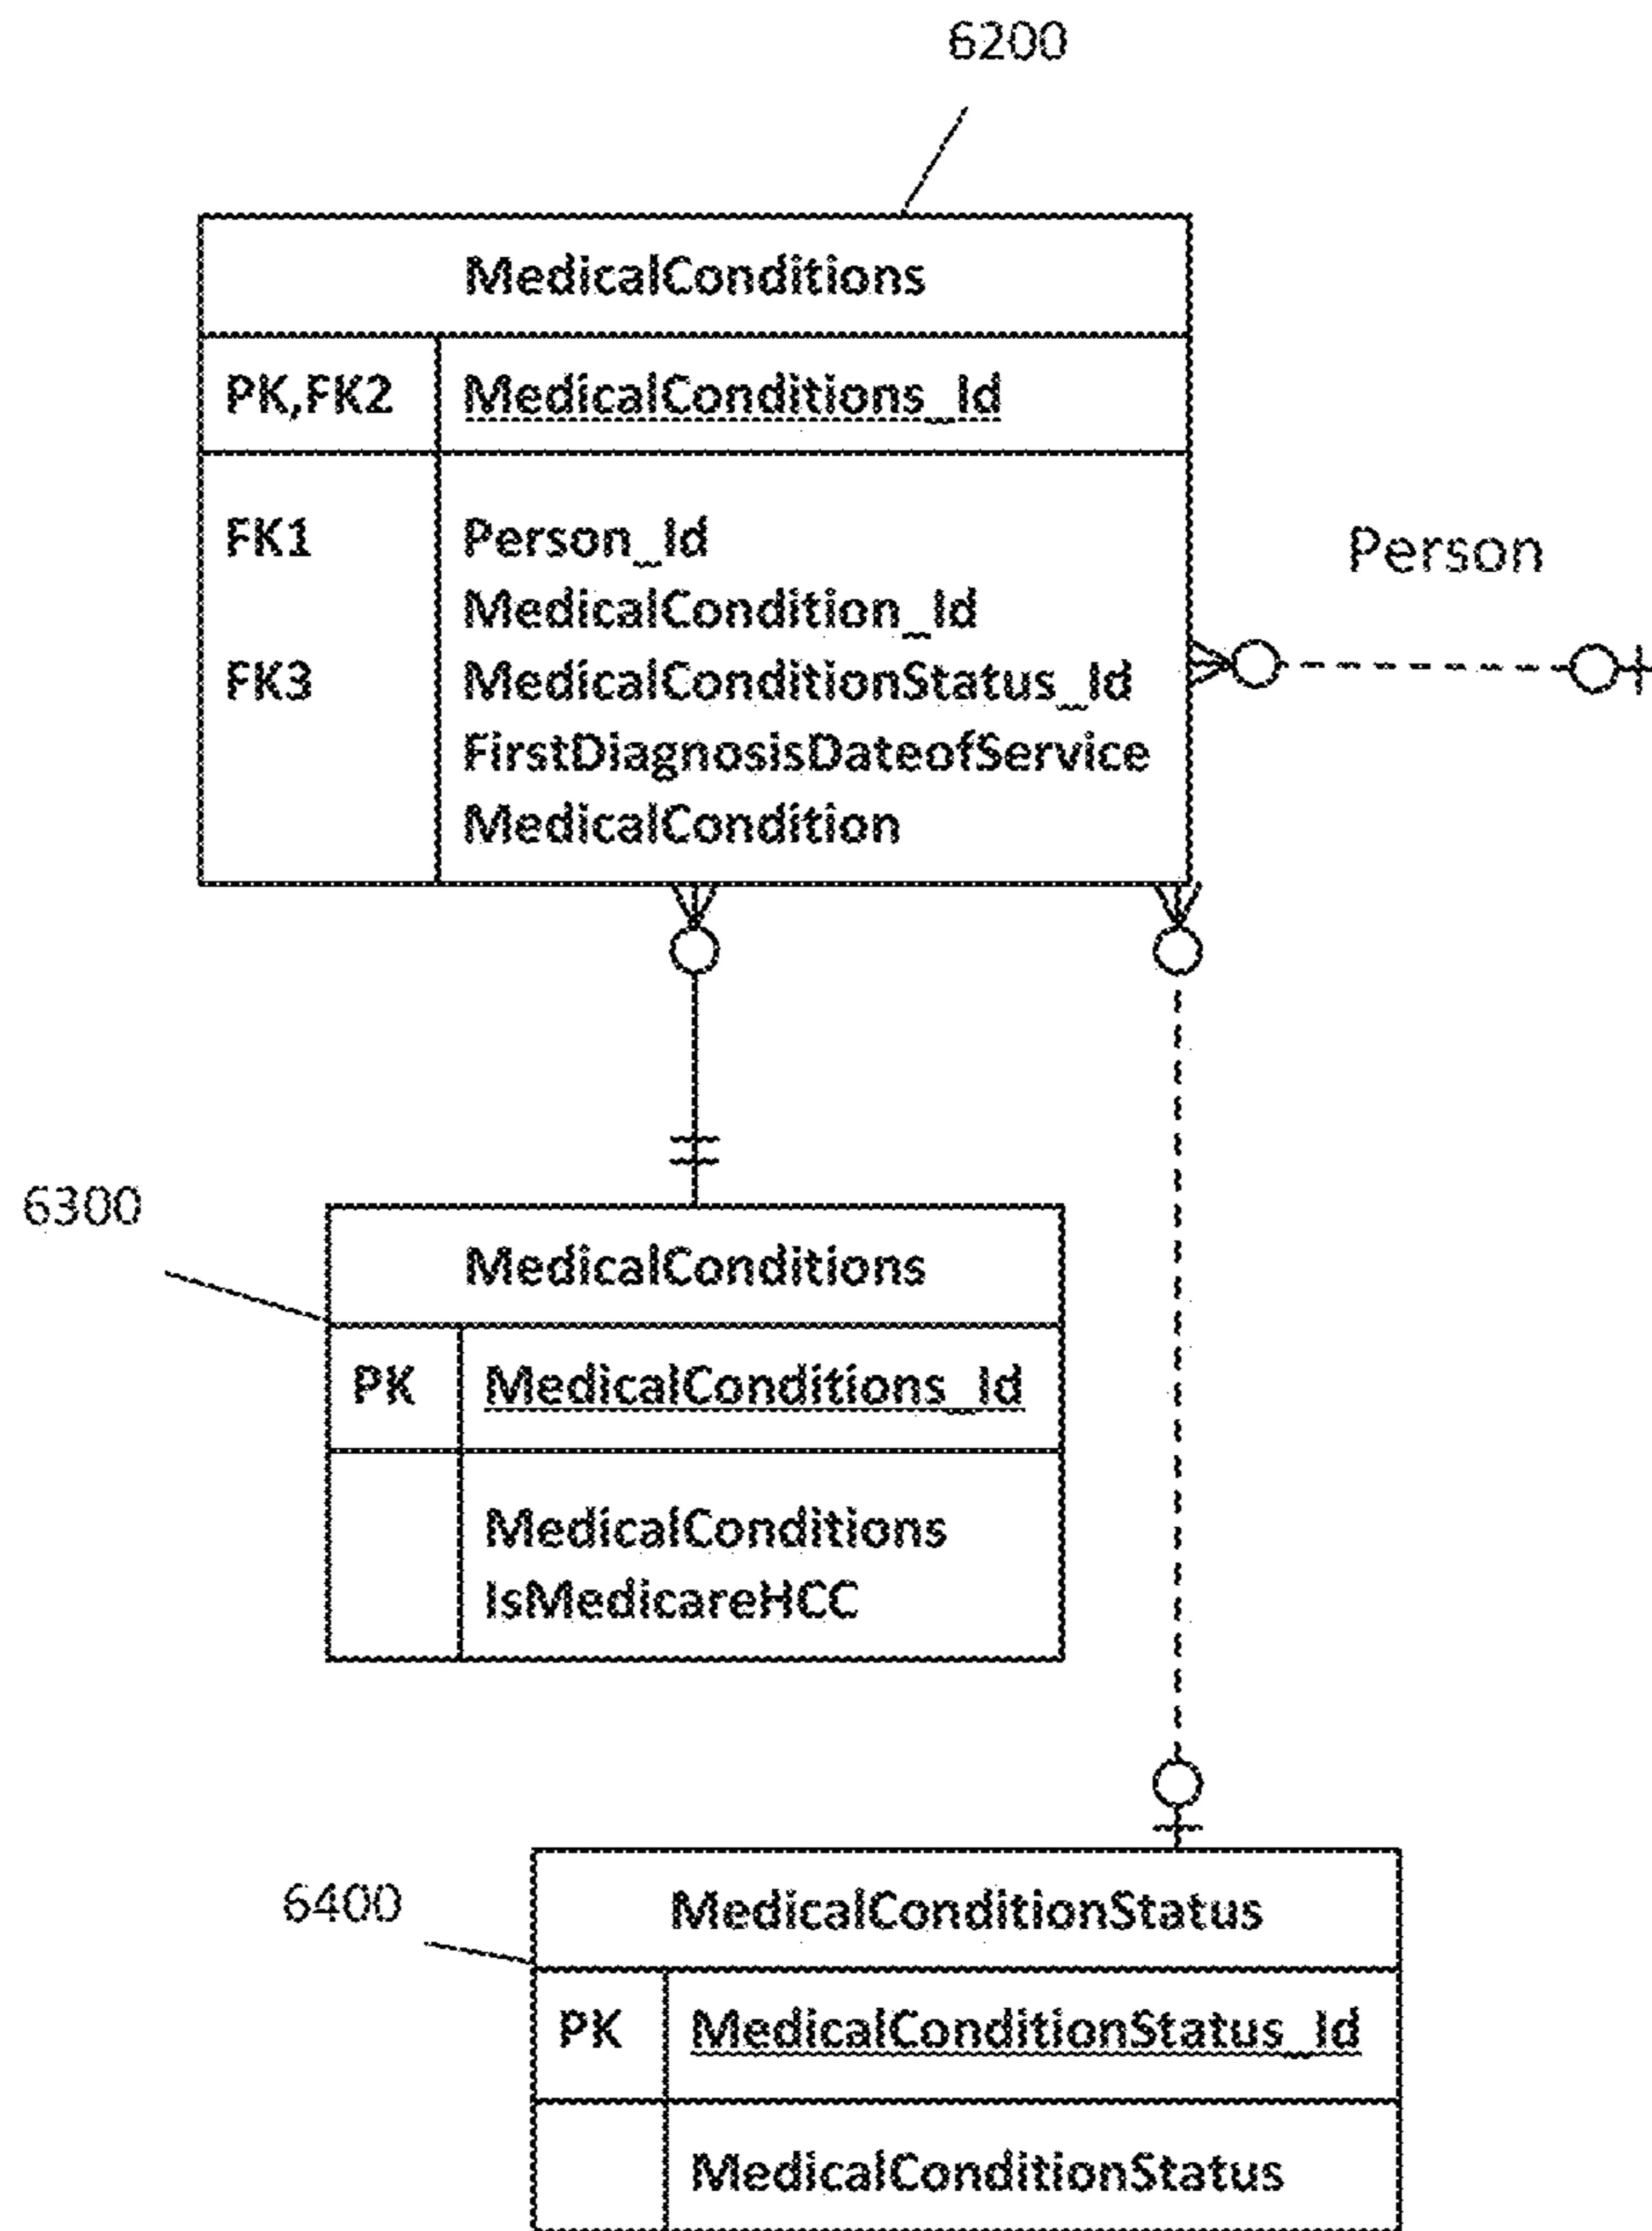 6200
MedicalConditions
PK,FK2 MedicalConditions_Id
FK1 Person_Id
MedicalCondition_Id
FK3 MedicalConditionStatus_Id
FirstDiagnosisDateofService
MedicalCondition
Person
6300
MedicalConditions
PK MedicalConditions_Id
MedicalConditions
IsMedicareHCC
6400
MedicalConditionStatus
PK MedicalConditionStatus_Id
MedicalConditionStatus